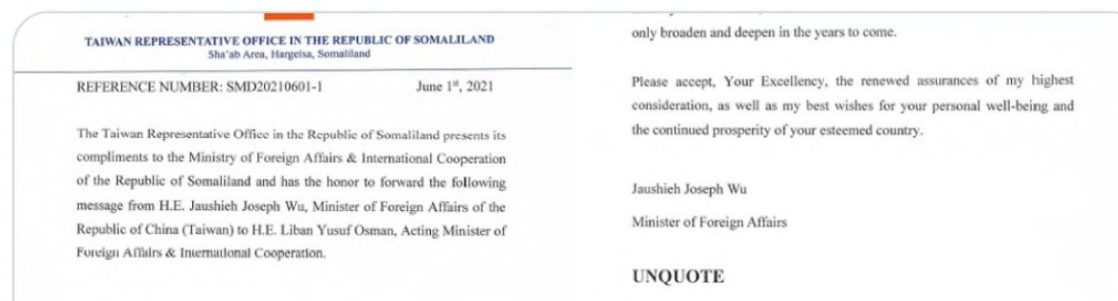 TAIWAN REPRESENTATIVE OFFICE IN THE REPUBLIC OF SOMALILAND
Sha'ab Area, Hargeisa, Somaliland
REFERENCE NUMBER: SMD20210601-1 June 1st, 2021
The Taiwan Representative Office in the Republic of Somaliland presents its
compliments to the Ministry of Foreign Affairs & International Cooperation
of the Republic of Somaliland and has the honor to forward the following
message from H.E. Jaushieh Joseph Wu, Minister of Foreign Affairs of the
Republic of China (Taiwan) to H.E. Liban Yusuf Osman, Acting Minister of
Foreign Affairs & International Cooperation.
only broaden and deepen in the years to come.
Please accept, Your Excellency, the renewed assurances of my highest
consideration, as well as my best wishes for your personal well-being and
the continued prosperity of your esteemed country.
Jaushieh Joseph Wu
Minister of Foreign Affairs
UNQUOTE